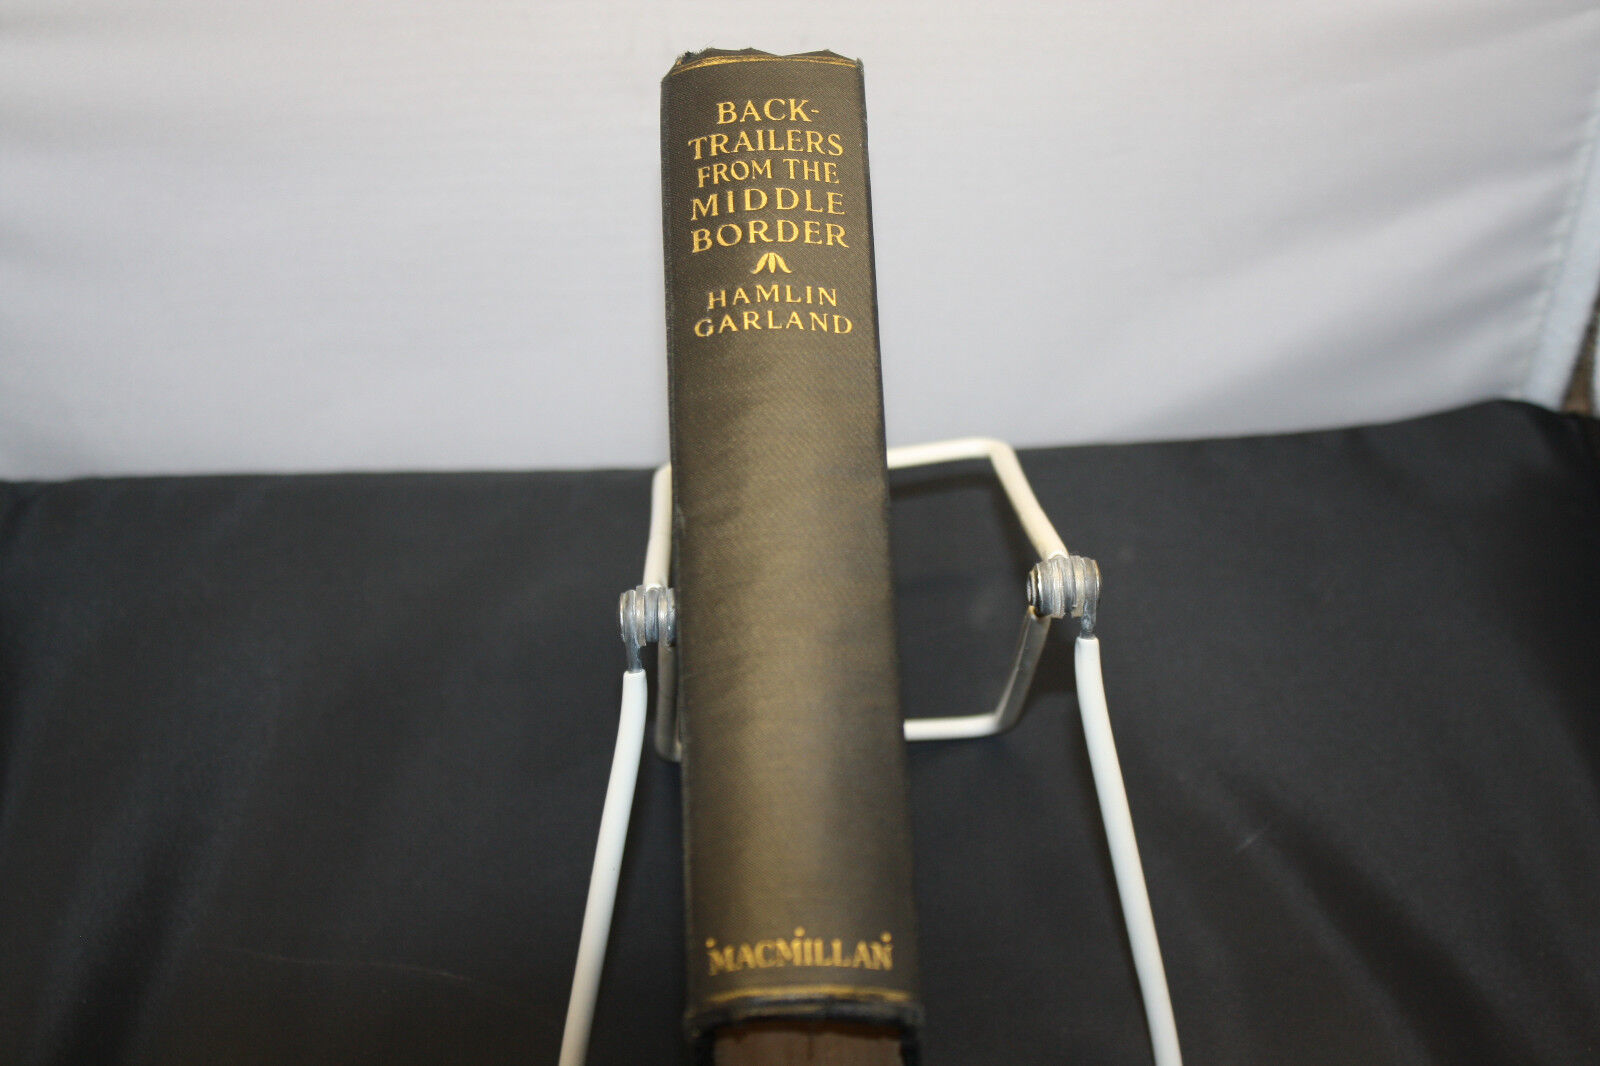 BACK-
TRAILERS
FROM THE
MIDDLE
BORDER
HAMLIN
GARLAND
MACMILLAN